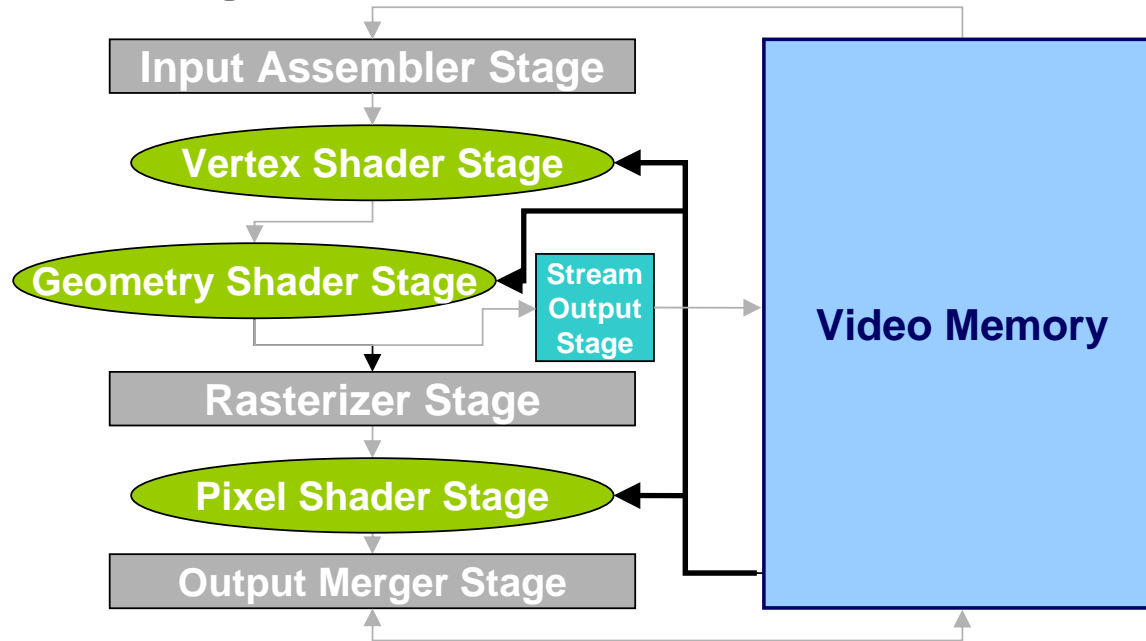 Input Assembler Stage
Vertex Shader Stage
Geometry Shader Stage
Stream
Output
Stage
Video Memory
Rasterizer Stage
Pixel Shader Stage
Output Merger Stage